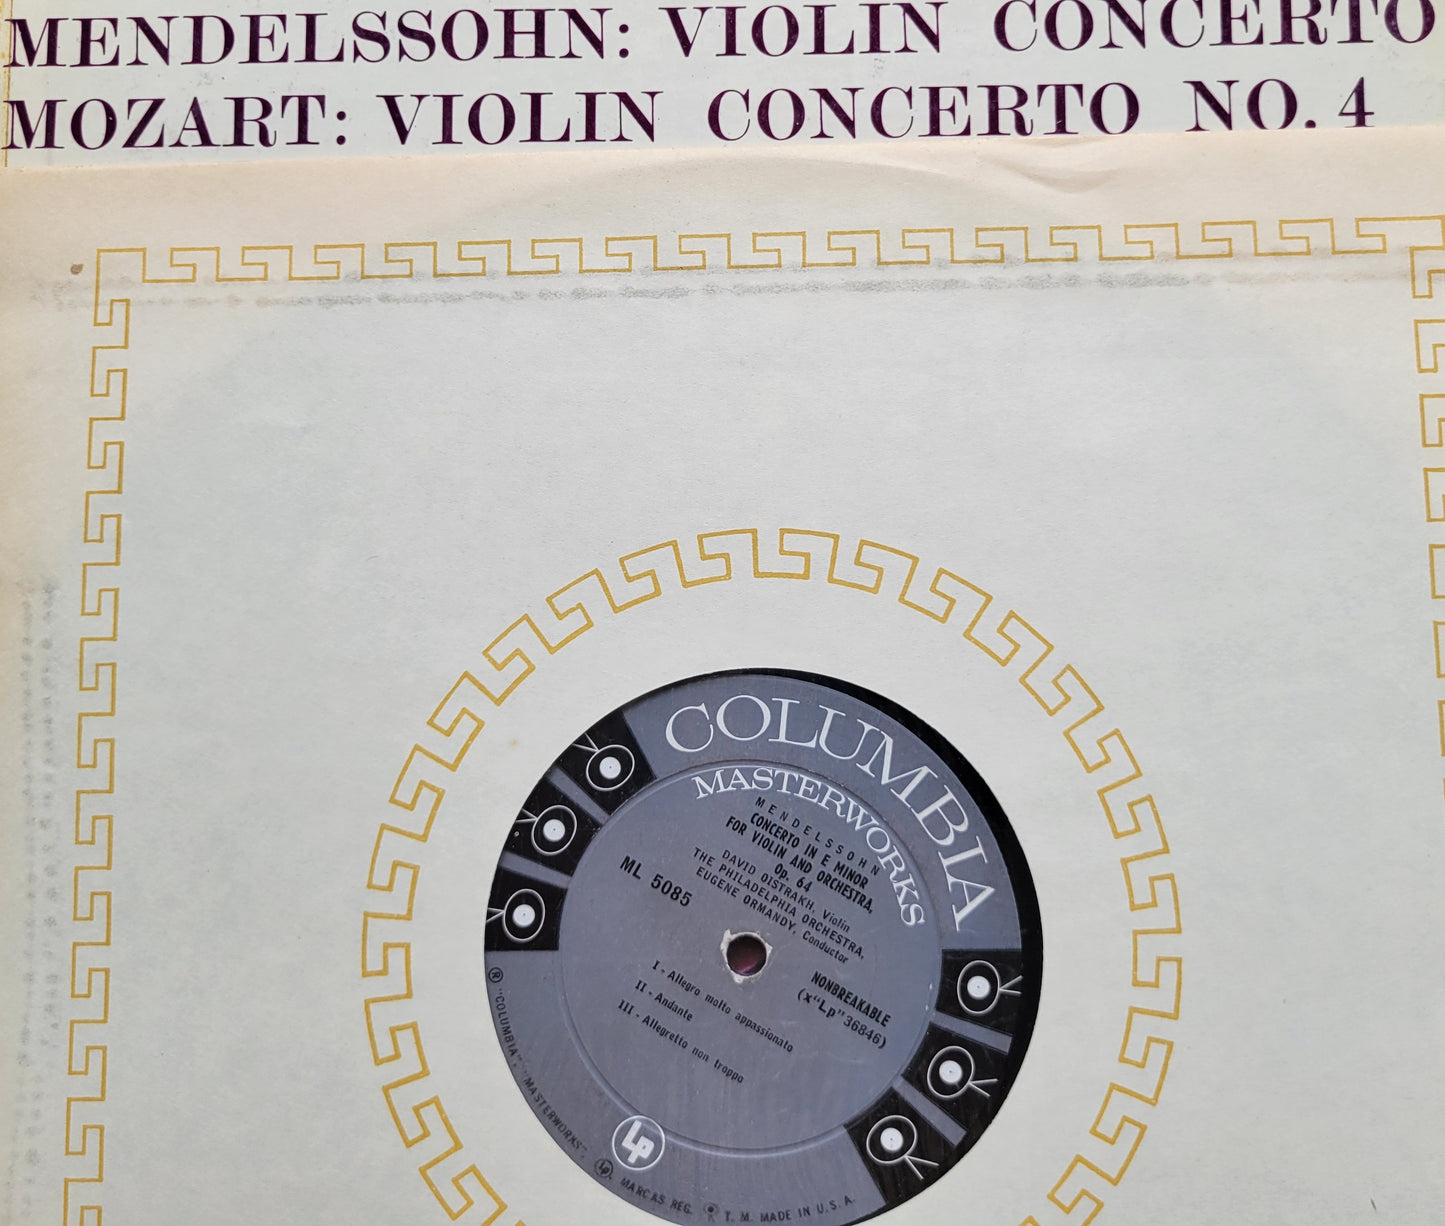 MENDELSSOHN: VIOLIN CONCERTO
MOZART: VIOLIN CONCERTO NO. 4
COLUMBIA
MASTERWORKS
MENDELSSOHN
CONCERTO IN E MINOR
FOR VIOLIN AND ORCHESTRA,
Op. 64
DAVID OISTRAKH, Violin
THE PHILADELPHIA ORCHESTRA,
EUGENE ORMANDY, Conductor
ML 5085
NONBREAKABLE
(x“Lp”36846)
I - Allegro molto appassionato
II - Andante
III - Allegretto non troppo
LP
® “COLUMBIA”, “MASTERWORKS”, LP, MARCAS REG. T. M. MADE IN U.S.A.